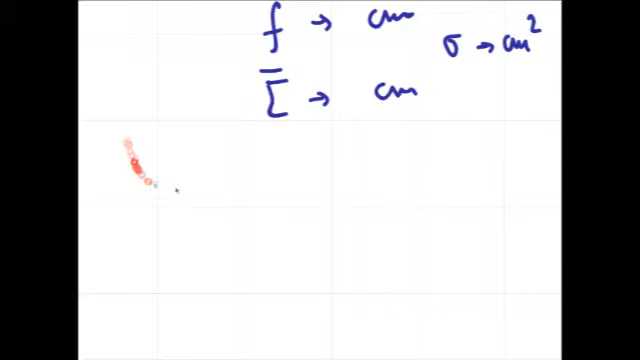 f → cm
σ → cm²
Σ̄ → cm